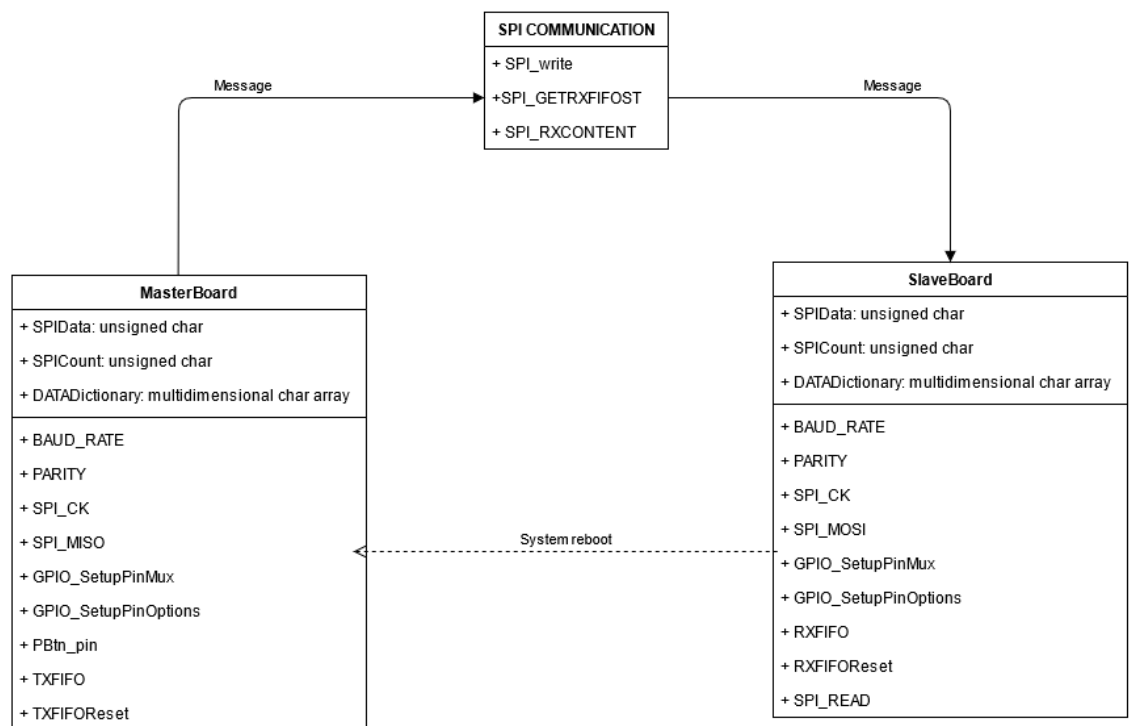 SPI COMMUNICATION
+ SPI_write
+SPI_GETRXFIFOST
+ SPI_RXCONTENT
Message
Message
MasterBoard
+ SPIData: unsigned char
+ SPICount: unsigned char
+ DATADictionary: multidimensional char array
+ BAUD_RATE
+ PARITY
+ SPI_CK
+ SPI_MISO
+ GPIO_SetupPinMux
+ GPIO_SetupPinOptions
+ PBtn_pin
+ TXFIFO
+ TXFIFOReset
System reboot
SlaveBoard
+ SPIData: unsigned char
+ SPICount: unsigned char
+ DATADictionary: multidimensional char array
+ BAUD_RATE
+ PARITY
+ SPI_CK
+ SPI_MOSI
+ GPIO_SetupPinMux
+ GPIO_SetupPinOptions
+ RXFIFO
+ RXFIFOReset
+ SPI_READ